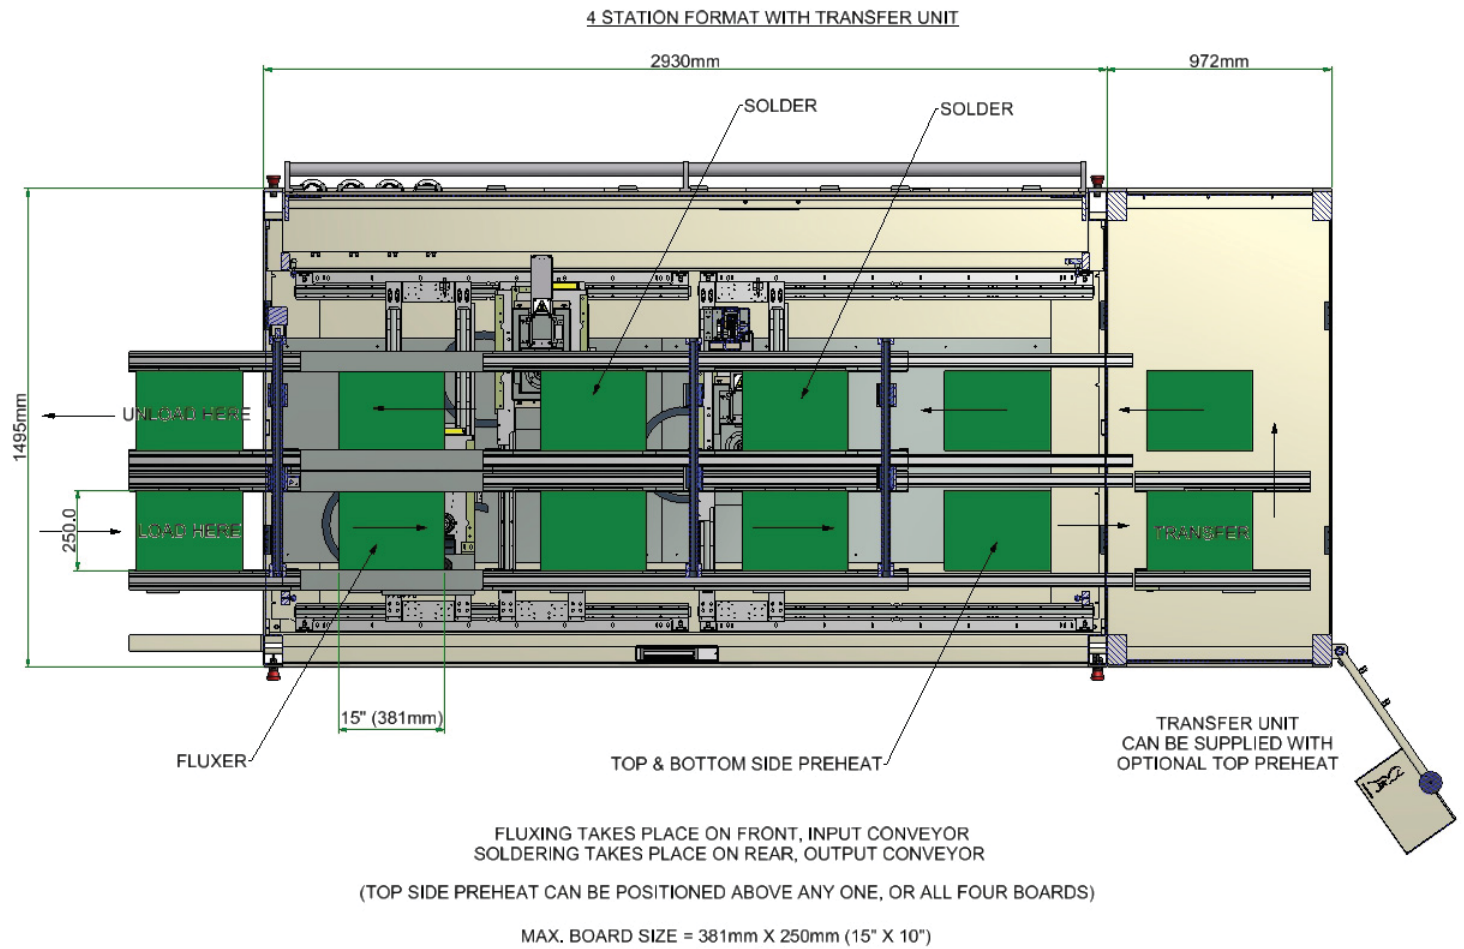 4 STATION FORMAT WITH TRANSFER UNIT
2930mm
972mm
SOLDER
SOLDER
1495mm
UNLOAD HERE
250.0
LOAD HERE
TRANSFER
15" (381mm)
FLUXER
TOP & BOTTOM SIDE PREHEAT
TRANSFER UNIT
CAN BE SUPPLIED WITH
OPTIONAL TOP PREHEAT
FLUXING TAKES PLACE ON FRONT, INPUT CONVEYOR
SOLDERING TAKES PLACE ON REAR, OUTPUT CONVEYOR
(TOP SIDE PREHEAT CAN BE POSITIONED ABOVE ANY ONE, OR ALL FOUR BOARDS)
MAX. BOARD SIZE = 381mm X 250mm (15" X 10")